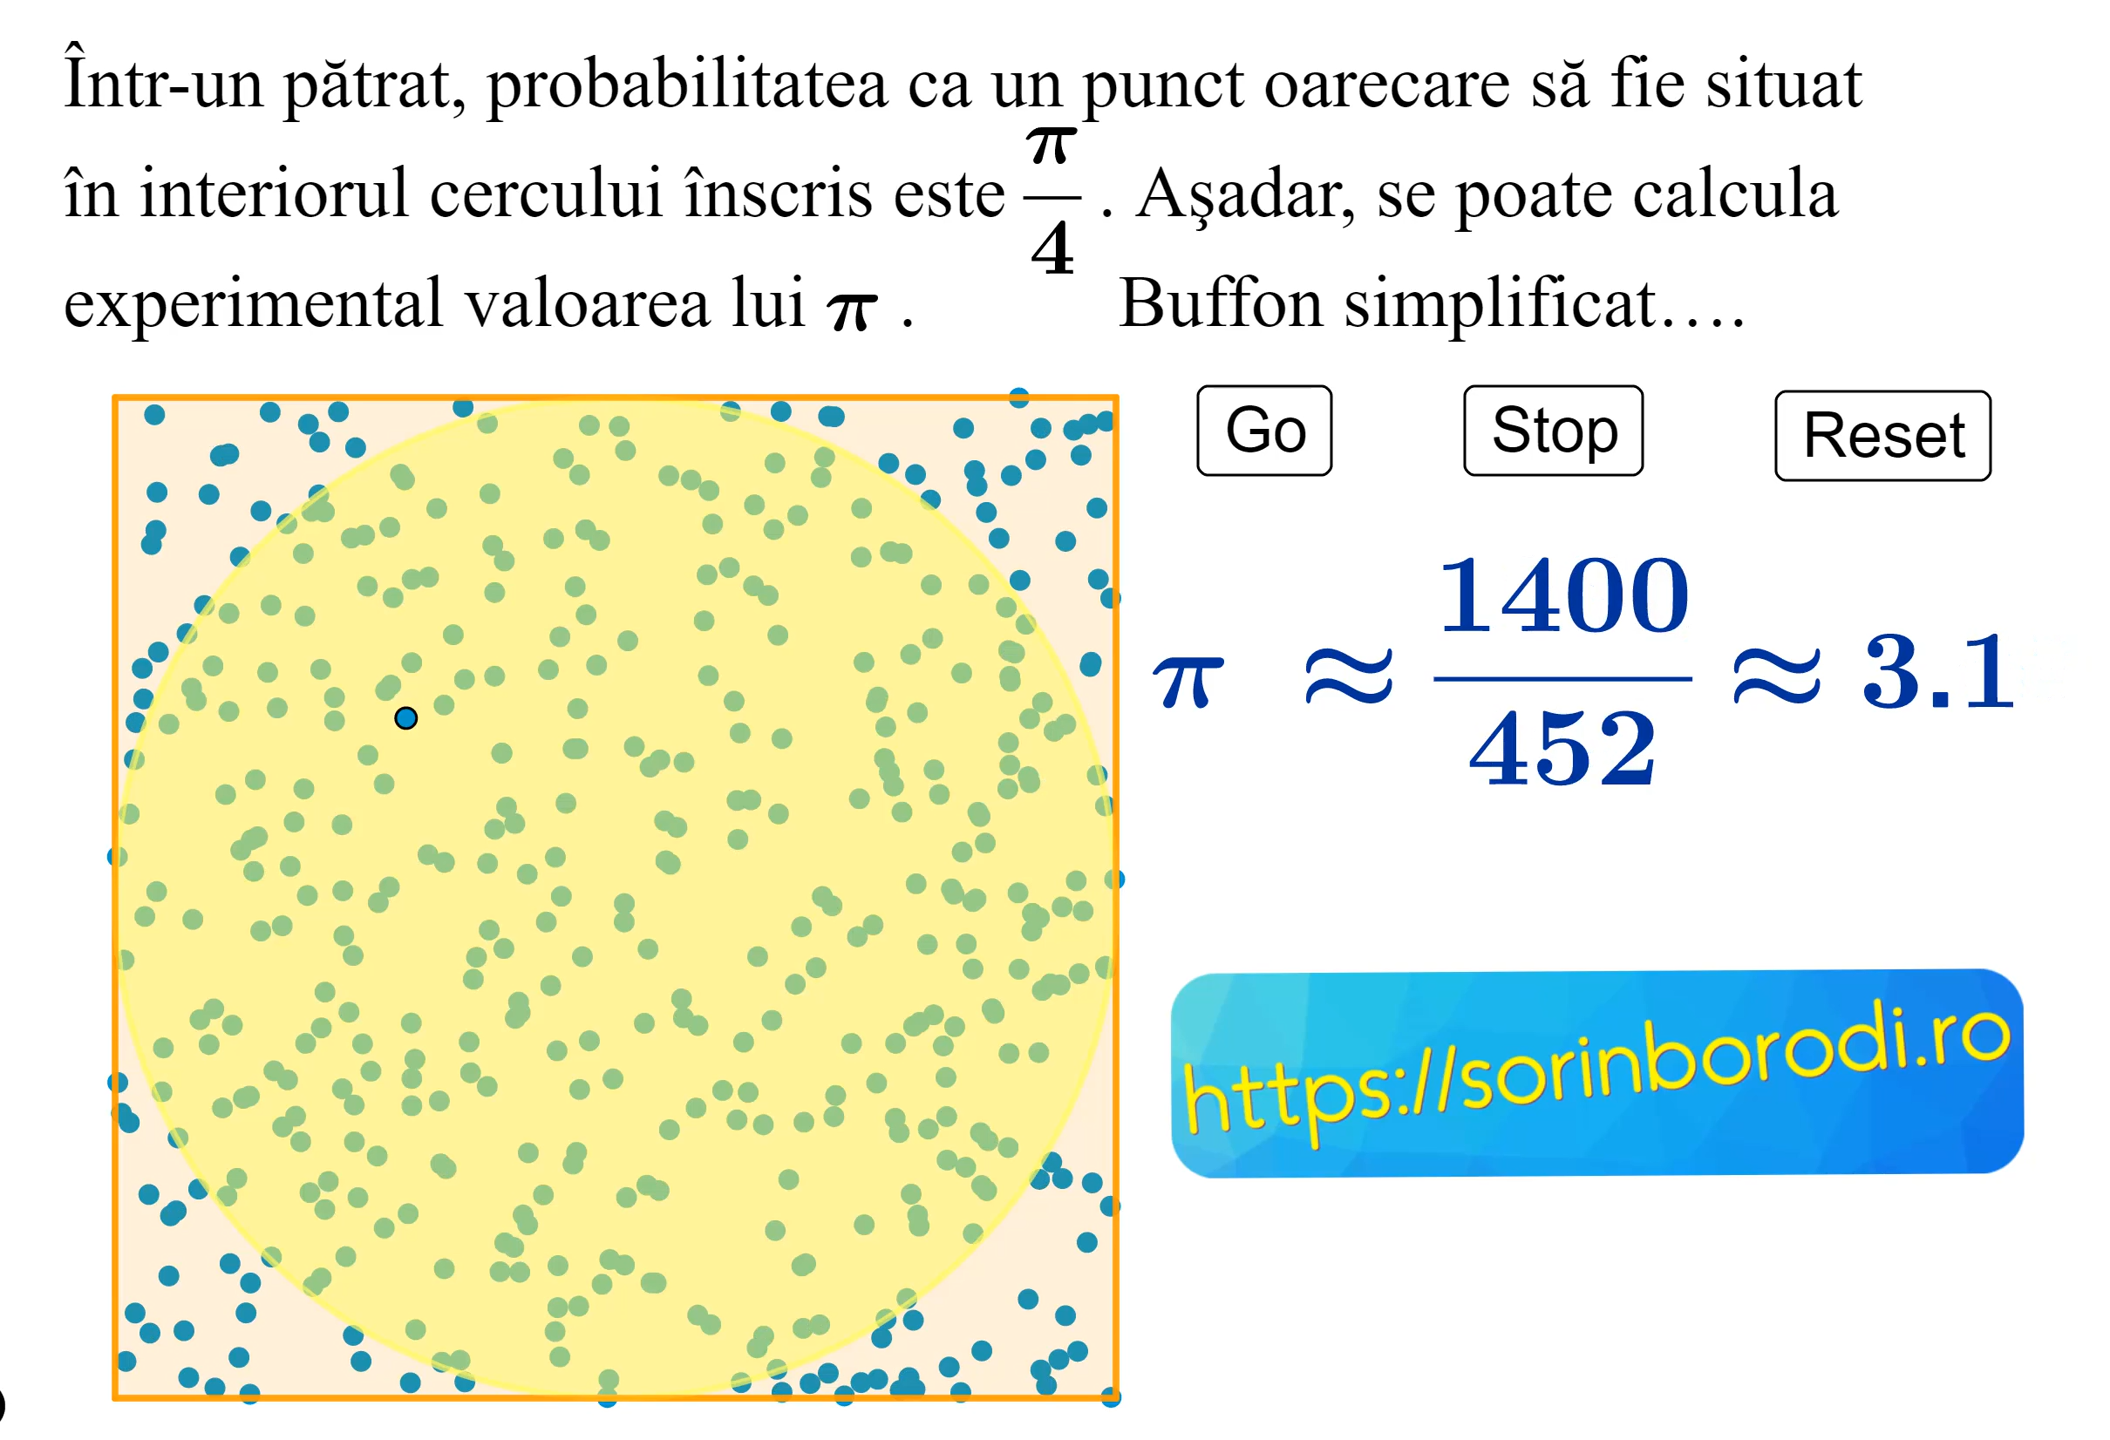 Într-un pătrat, probabilitatea ca un punct oarecare să fie situat
în interiorul cercului înscris este π/4 . Aşadar, se poate calcula
experimental valoarea lui π . Buffon simplificat....
Go Stop Reset
π ≈ 1400/452 ≈ 3.1
https://sorinborodi.ro